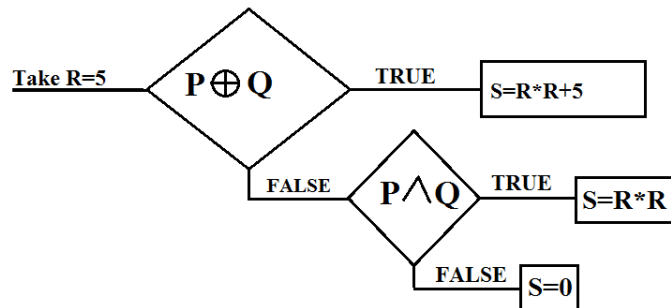 Take R=5
P ⊕ Q
TRUE
S=R*R+5
FALSE
P ∧ Q
TRUE
S=R*R
FALSE
S=0